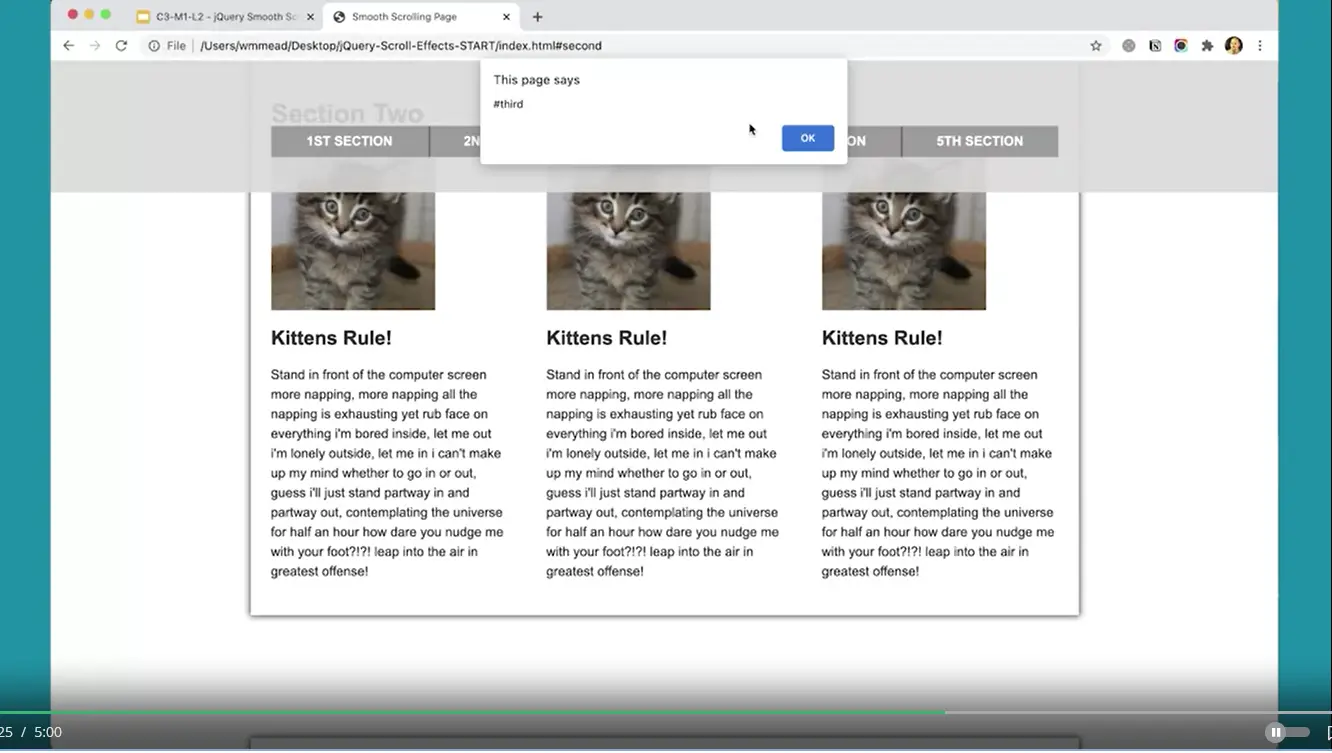 C3-M1-L2 - jQuery Smooth Sc
Smooth Scrolling Page
File
/Users/wmmead/Desktop/jQuery-Scroll-Effects-START/index.html#second
This page says
#third
OK
Section Two
1ST SECTION
2N
ON
5TH SECTION
Kittens Rule!
Stand in front of the computer screen
more napping, more napping all the
napping is exhausting yet rub face on
everything i'm bored inside, let me out
i'm lonely outside, let me in i can't make
up my mind whether to go in or out,
guess i'll just stand partway in and
partway out, contemplating the universe
for half an hour how dare you nudge me
with your foot?!?! leap into the air in
greatest offense!
Kittens Rule!
Stand in front of the computer screen
more napping, more napping all the
napping is exhausting yet rub face on
everything i'm bored inside, let me out
i'm lonely outside, let me in i can't make
up my mind whether to go in or out,
guess i'll just stand partway in and
partway out, contemplating the universe
for half an hour how dare you nudge me
with your foot?!?! leap into the air in
greatest offense!
Kittens Rule!
Stand in front of the computer screen
more napping, more napping all the
napping is exhausting yet rub face on
everything i'm bored inside, let me out
i'm lonely outside, let me in i can't make
up my mind whether to go in or out,
guess i'll just stand partway in and
partway out, contemplating the universe
for half an hour how dare you nudge me
with your foot?!?! leap into the air in
greatest offense!
25 / 5:00